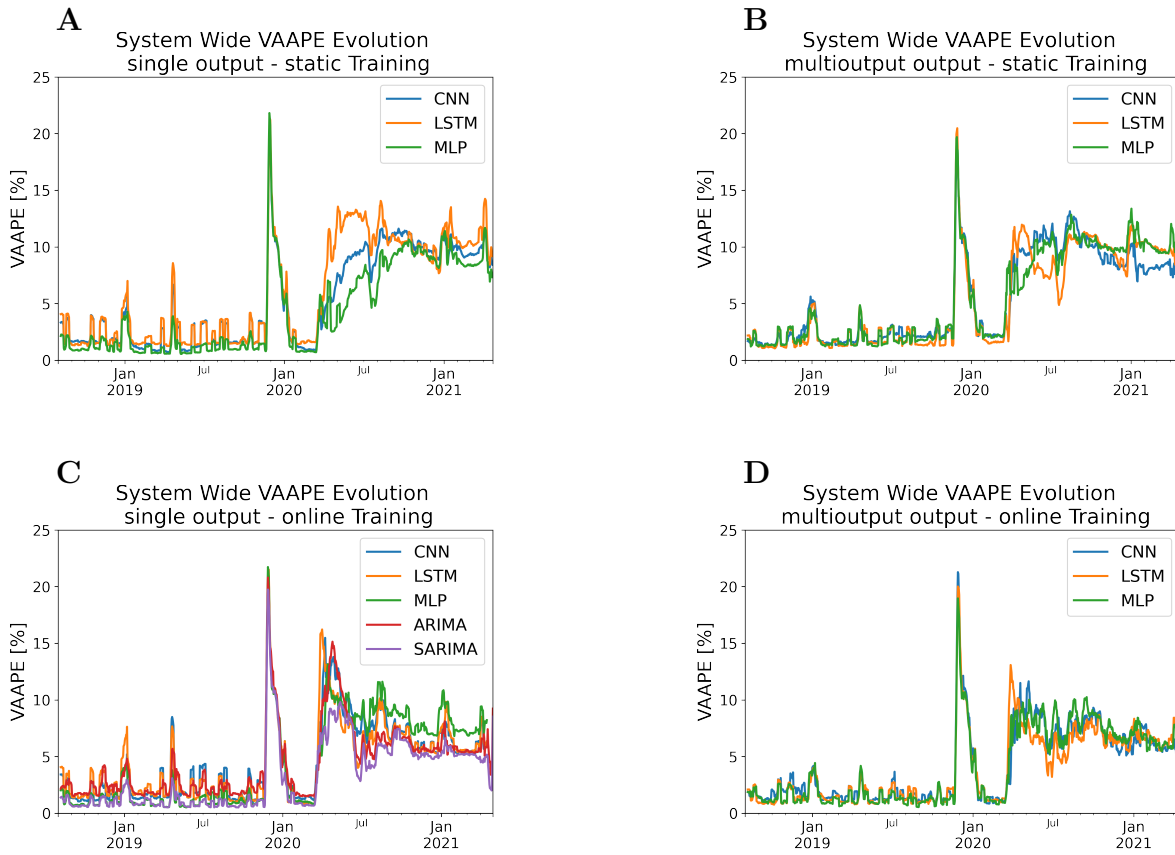 A
System Wide VAAPE Evolution
single output - static Training
VAAPE [%]
25
20
15
10
5
0
CNN
LSTM
MLP
Jan
2019
Jul
Jan
2020
Jul
Jan
2021
B
System Wide VAAPE Evolution
multioutput output - static Training
VAAPE [%]
25
20
15
10
5
0
CNN
LSTM
MLP
Jan
2019
Jul
Jan
2020
Jul
Jan
2021
C
System Wide VAAPE Evolution
single output - online Training
VAAPE [%]
25
20
15
10
5
0
CNN
LSTM
MLP
ARIMA
SARIMA
Jan
2019
Jul
Jan
2020
Jul
Jan
2021
D
System Wide VAAPE Evolution
multioutput output - online Training
VAAPE [%]
25
20
15
10
5
0
CNN
LSTM
MLP
Jan
2019
Jul
Jan
2020
Jul
Jan
2021